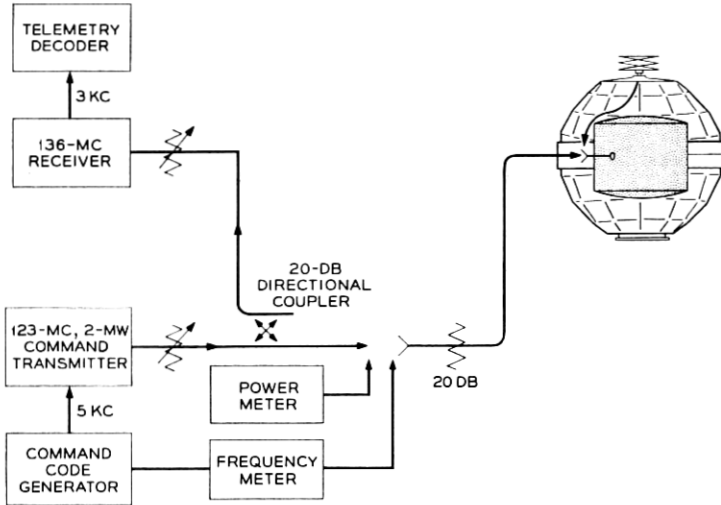 TELEMETRY
DECODER
3 KC
136-MC
RECEIVER
20-DB
DIRECTIONAL
COUPLER
123-MC, 2-MW
COMMAND
TRANSMITTER
20 DB
POWER
METER
5 KC
COMMAND
CODE
GENERATOR
FREQUENCY
METER